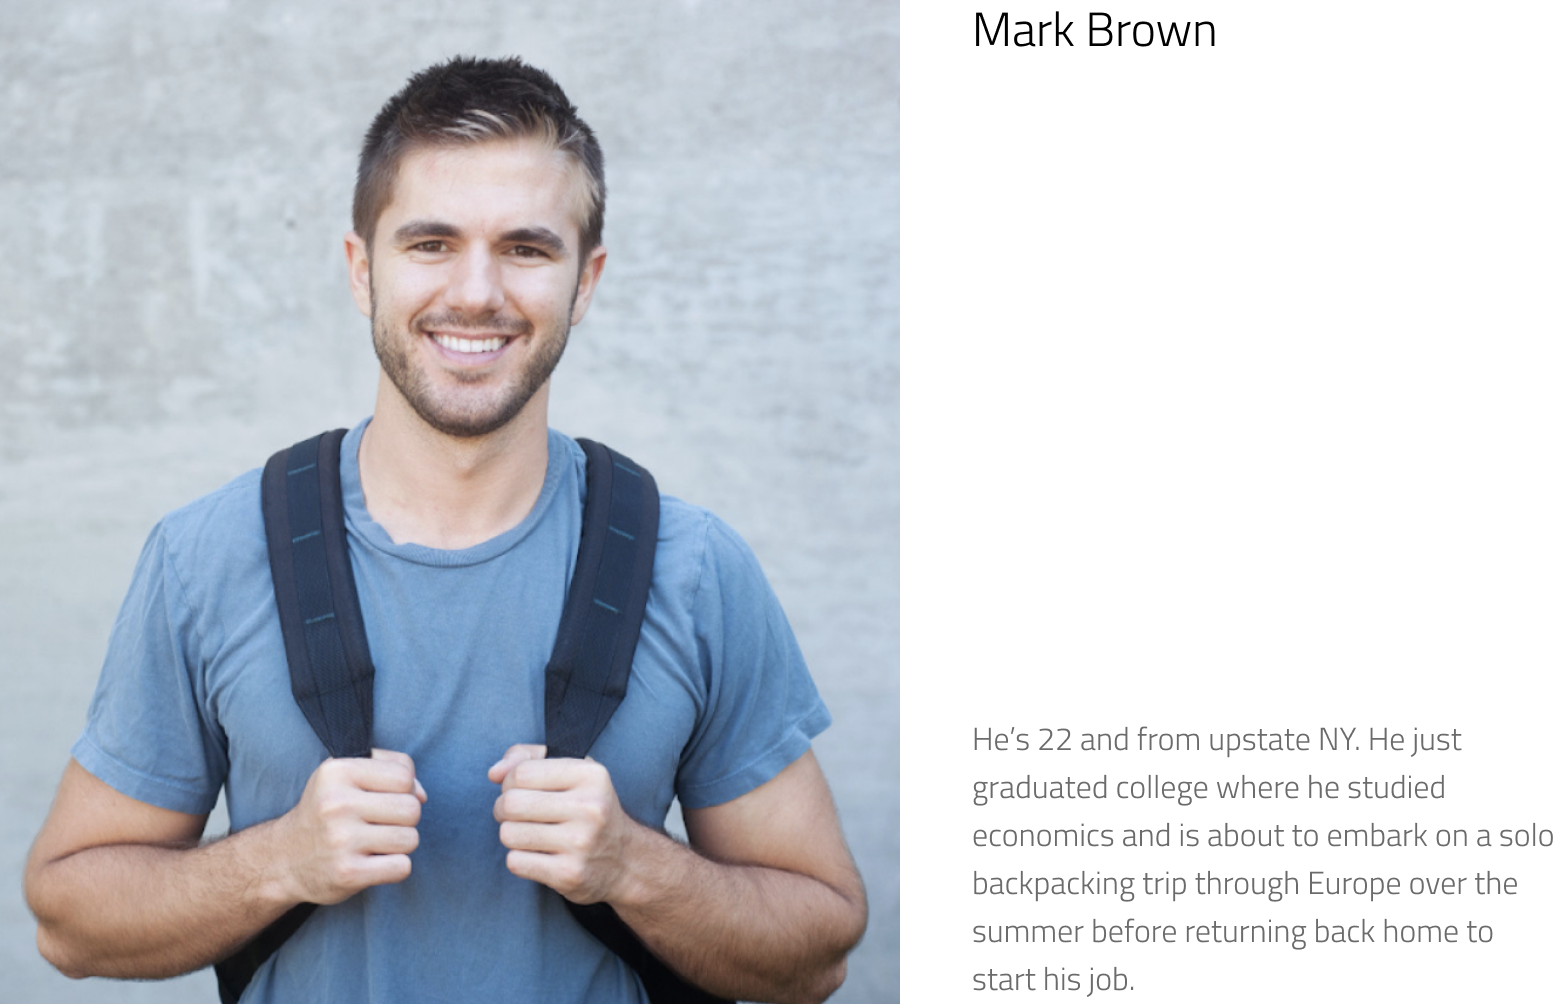 Mark Brown
He’s 22 and from upstate NY. He just
graduated college where he studied
economics and is about to embark on a solo
backpacking trip through Europe over the
summer before returning back home to
start his job.